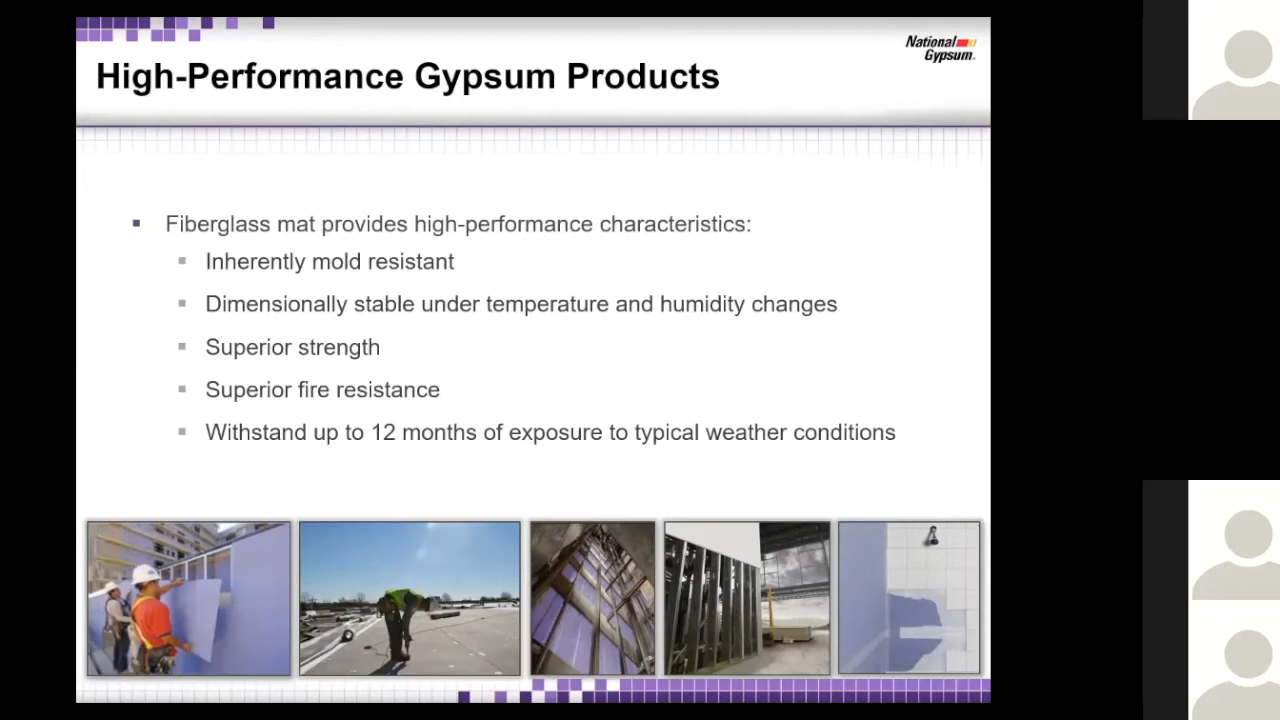 National
Gypsum.
High-Performance Gypsum Products
Fiberglass mat provides high-performance characteristics:
Inherently mold resistant
Dimensionally stable under temperature and humidity changes
Superior strength
Superior fire resistance
Withstand up to 12 months of exposure to typical weather conditions